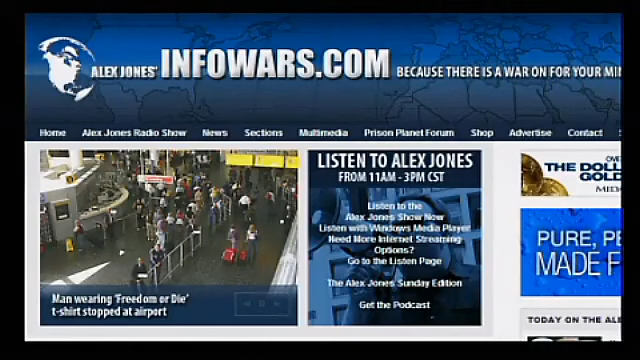 ALEX JONES' INFOWARS.COM BECAUSE THERE IS A WAR ON FOR YOUR MIN
Home Alex Jones Radio Show News Sections Multimedia Prison Planet Forum Shop Advertise Contact
LISTEN TO ALEX JONES
FROM 11AM - 3PM CST
Listen to the
Alex Jones Show Now
Listen with Windows Media Player
Need More Internet Streaming
Options?
Go to the Listen Page
The Alex Jones Sunday Edition
Get the Podcast
Man wearing 'Freedom or Die'
t-shirt stopped at airport
OVE
THE DOLL
GOLD
PURE, PE
MADE F
TODAY ON THE ALE